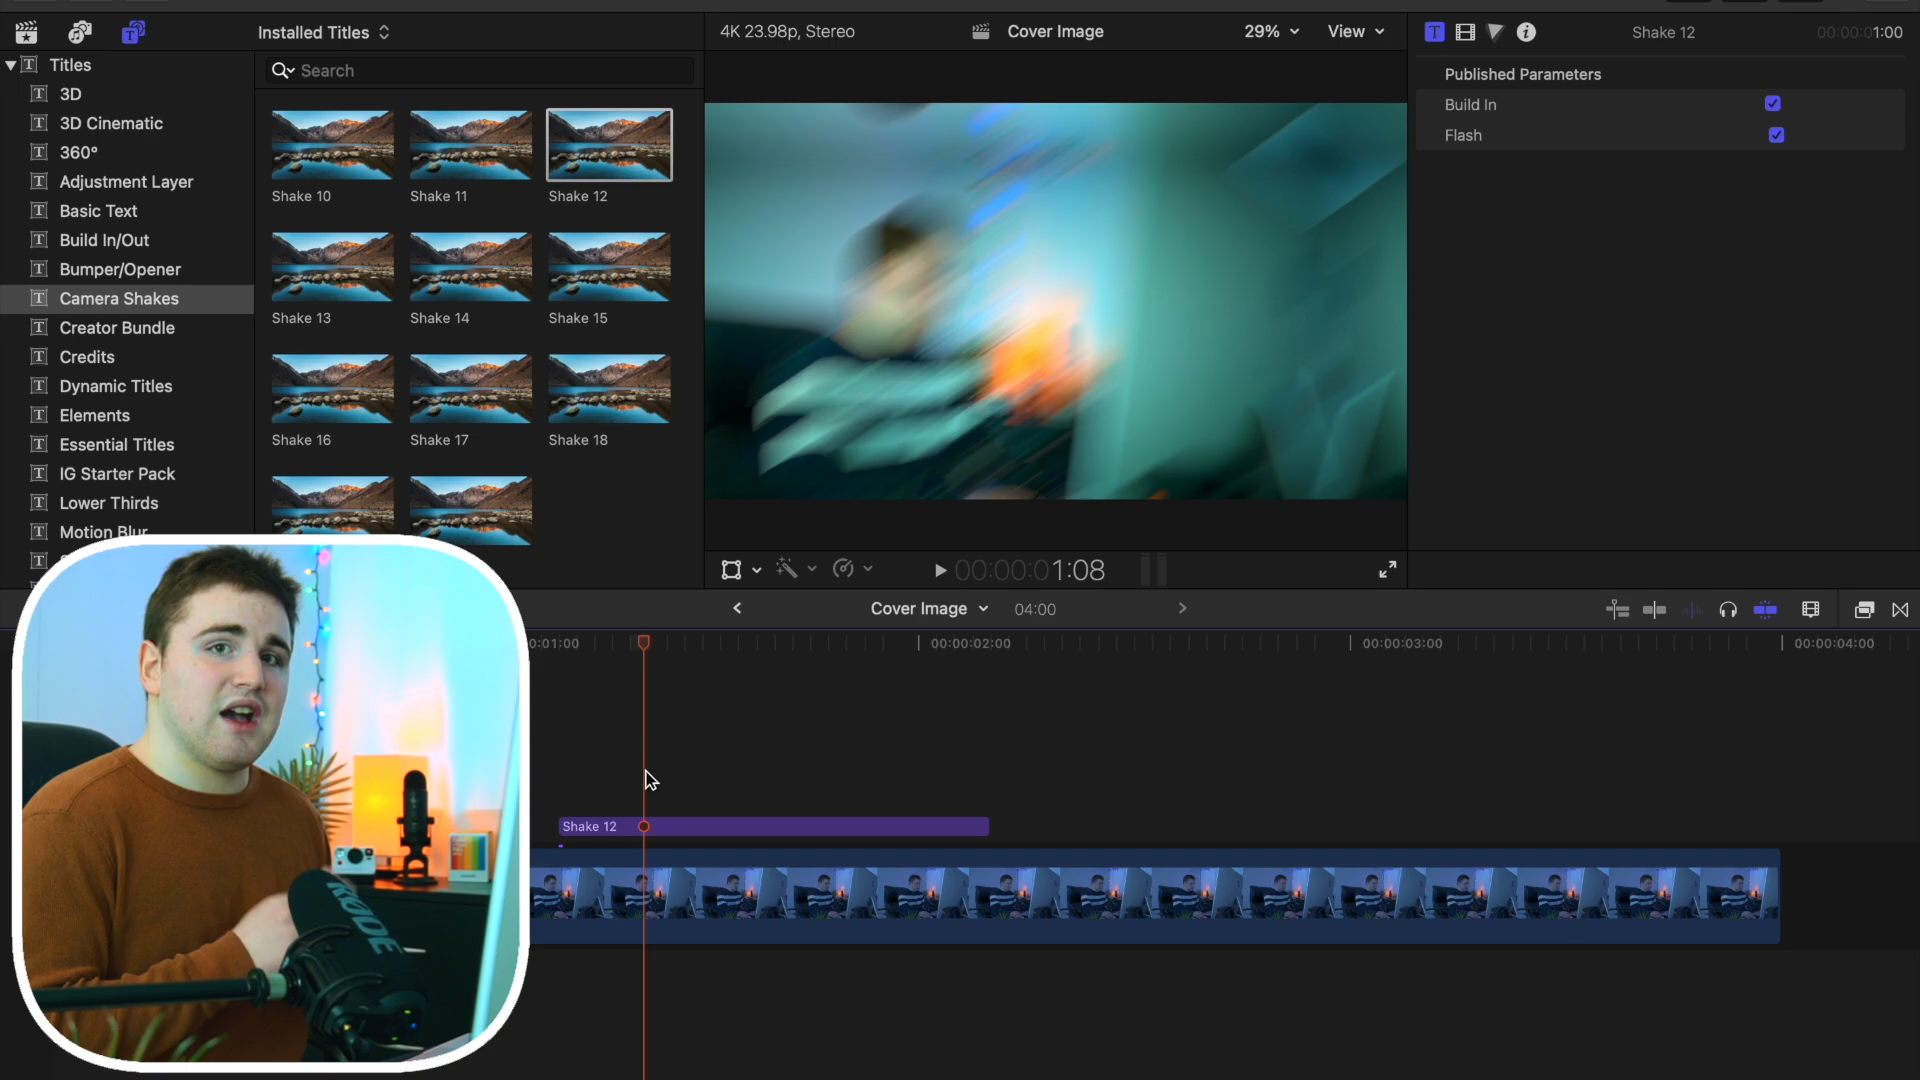 Installed Titles
4K 23.98p, Stereo
Cover Image
29%
View
Shake 12
00:00:01:00
Titles
Search
Published Parameters
3D
3D Cinematic
360°
Adjustment Layer
Basic Text
Build In/Out
Bumper/Opener
Camera Shakes
Creator Bundle
Credits
Dynamic Titles
Elements
Essential Titles
IG Starter Pack
Lower Thirds
Motion Blur
Shake 10
Shake 11
Shake 12
Shake 13
Shake 14
Shake 15
Shake 16
Shake 17
Shake 18
Build In
Flash
00:00:01:08
Cover Image
04:00
0:01:00
00:00:02:00
00:00:03:00
00:00:04:00
Shake 12
RØDE